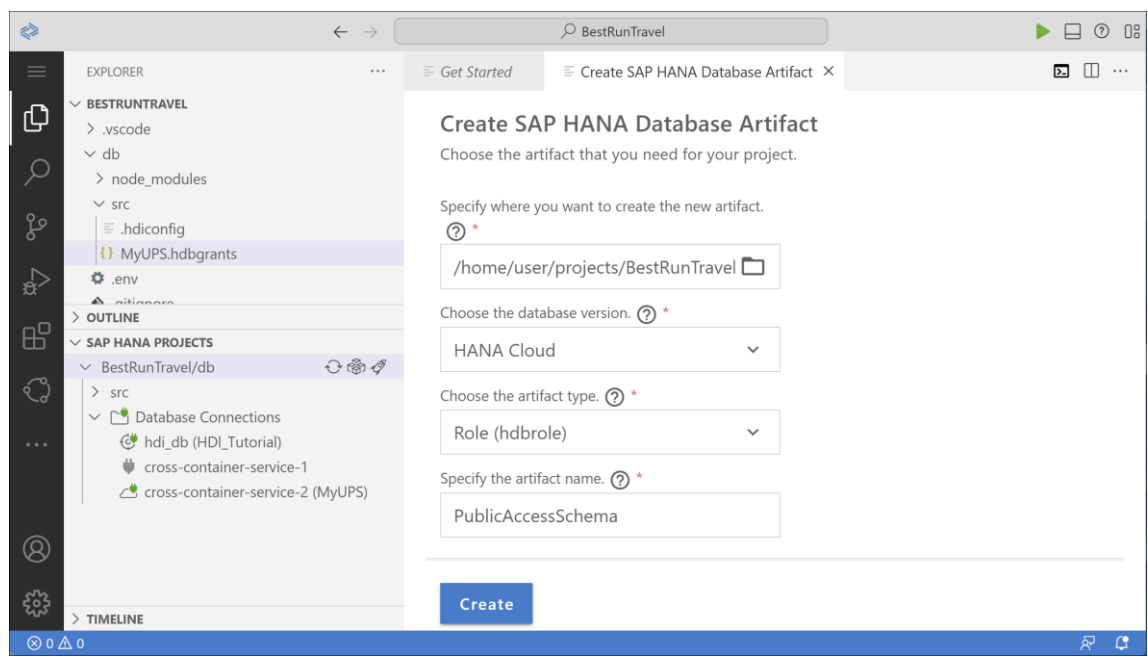 BestRunTravel
EXPLORER
BESTRUNTRAVEL
.vscode
db
node_modules
src
.hdiconfig
{} MyUPS.hdbgrants
.env
.gitignore
OUTLINE
SAP HANA PROJECTS
BestRunTravel/db
src
Database Connections
hdi_db (HDI_Tutorial)
cross-container-service-1
cross-container-service-2 (MyUPS)
TIMELINE
Get Started
Create SAP HANA Database Artifact
Create SAP HANA Database Artifact
Choose the artifact that you need for your project.
Specify where you want to create the new artifact.
*
/home/user/projects/BestRunTravel
Choose the database version. *
HANA Cloud
Choose the artifact type. *
Role (hdbrole)
Specify the artifact name. *
PublicAccessSchema
Create
0 0